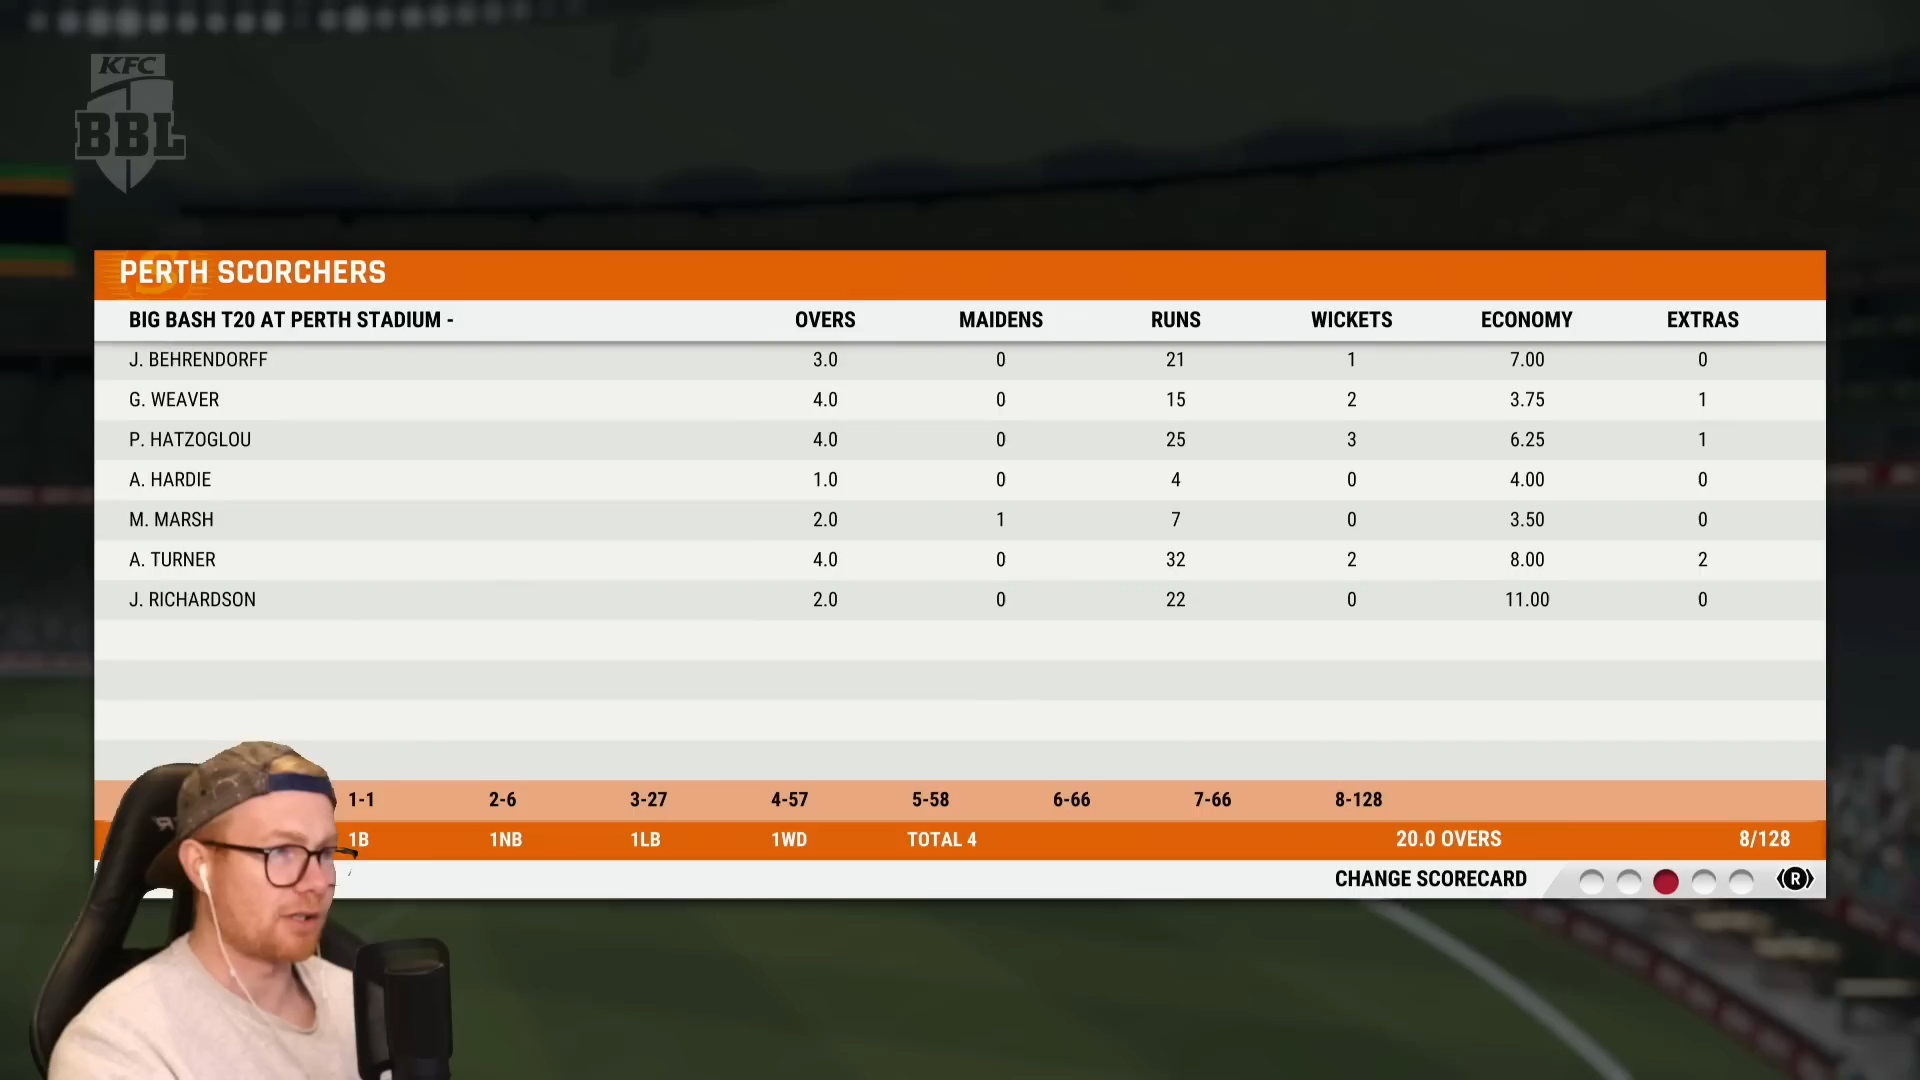 KFC
BBL
PERTH SCORCHERS
BIG BASH T20 AT PERTH STADIUM - OVERS MAIDENS RUNS WICKETS ECONOMY EXTRAS
J. BEHRENDORFF 3.0 0 21 1 7.00 0
G. WEAVER 4.0 0 15 2 3.75 1
P. HATZOGLOU 4.0 0 25 3 6.25 1
A. HARDIE 1.0 0 4 0 4.00 0
M. MARSH 2.0 1 7 0 3.50 0
A. TURNER 4.0 0 32 2 8.00 2
J. RICHARDSON 2.0 0 22 0 11.00 0
1-1 2-6 3-27 4-57 5-58 6-66 7-66 8-128
1B 1NB 1LB 1WD TOTAL 4 20.0 OVERS 8/128
CHANGE SCORECARD R